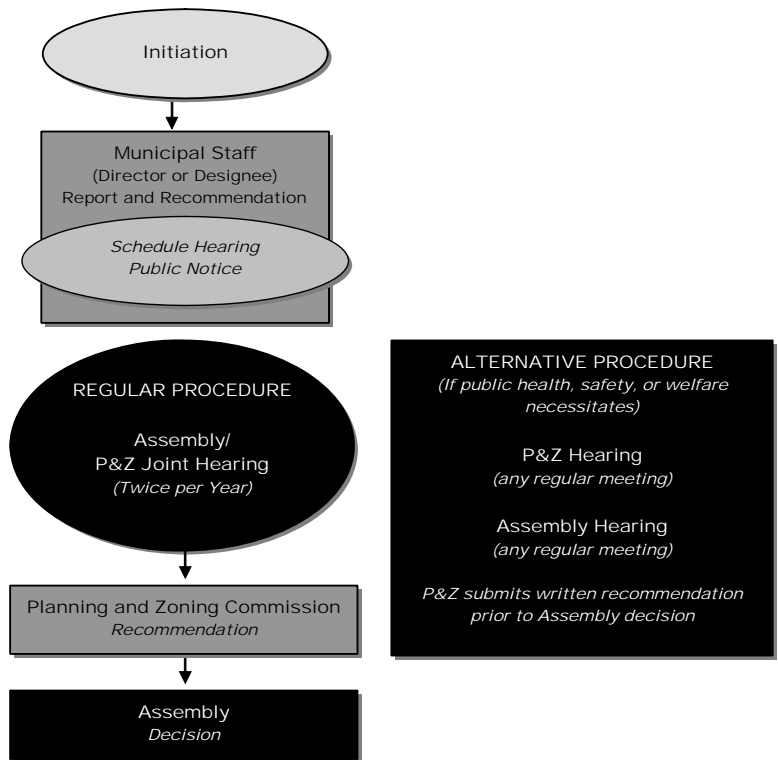 Initiation
Municipal Staff
(Director or Designee)
Report and Recommendation
Schedule Hearing
Public Notice
REGULAR PROCEDURE
Assembly/
P&Z Joint Hearing
(Twice per Year)
Planning and Zoning Commission
Recommendation
Assembly
Decision
ALTERNATIVE PROCEDURE
(If public health, safety, or welfare
necessitates)
P&Z Hearing
(any regular meeting)
Assembly Hearing
(any regular meeting)
P&Z submits written recommendation
prior to Assembly decision